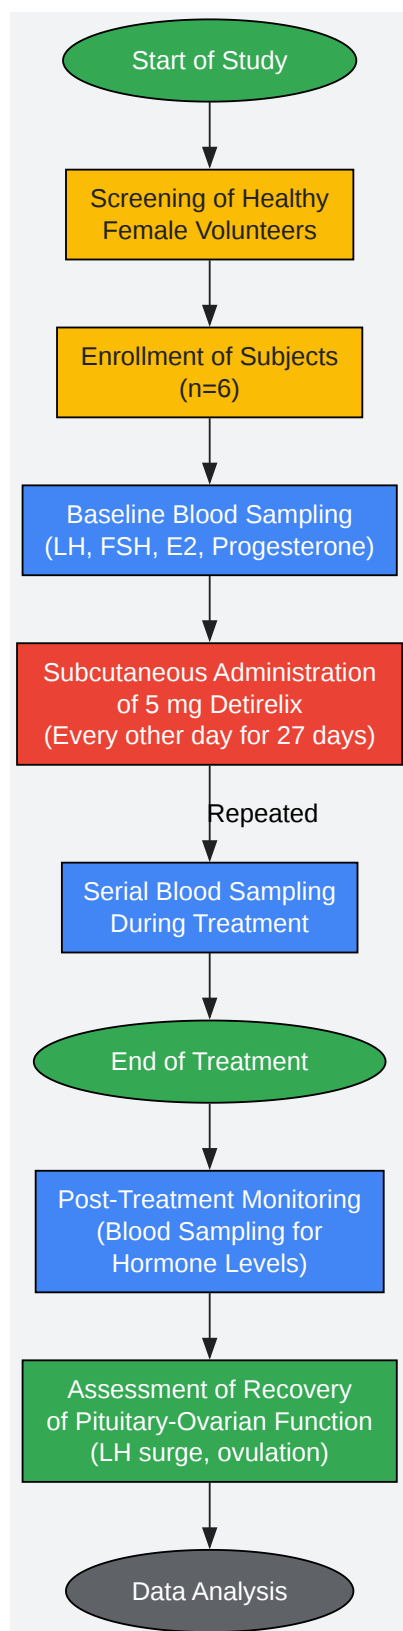 Start of Study
Screening of Healthy
Female Volunteers
Enrollment of Subjects
(n=6)
Baseline Blood Sampling
(LH, FSH, E2, Progesterone)
Subcutaneous Administration
of 5 mg Detirelix
(Every other day for 27 days)
Repeated
Serial Blood Sampling
During Treatment
End of Treatment
Post-Treatment Monitoring
(Blood Sampling for
Hormone Levels)
Assessment of Recovery
of Pituitary-Ovarian Function
(LH surge, ovulation)
Data Analysis